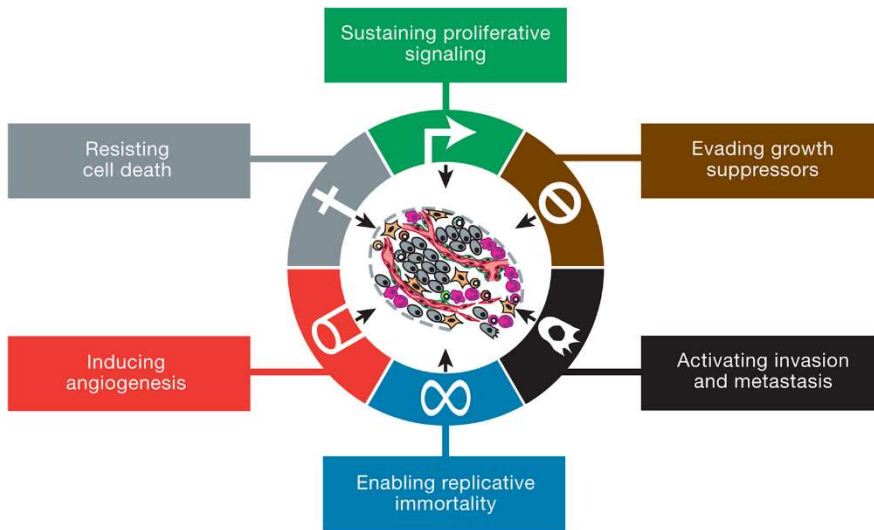 Sustaining proliferative
signaling
Resisting
cell death
Evading growth
suppressors
Inducing
angiogenesis
Activating invasion
and metastasis
Enabling replicative
immortality